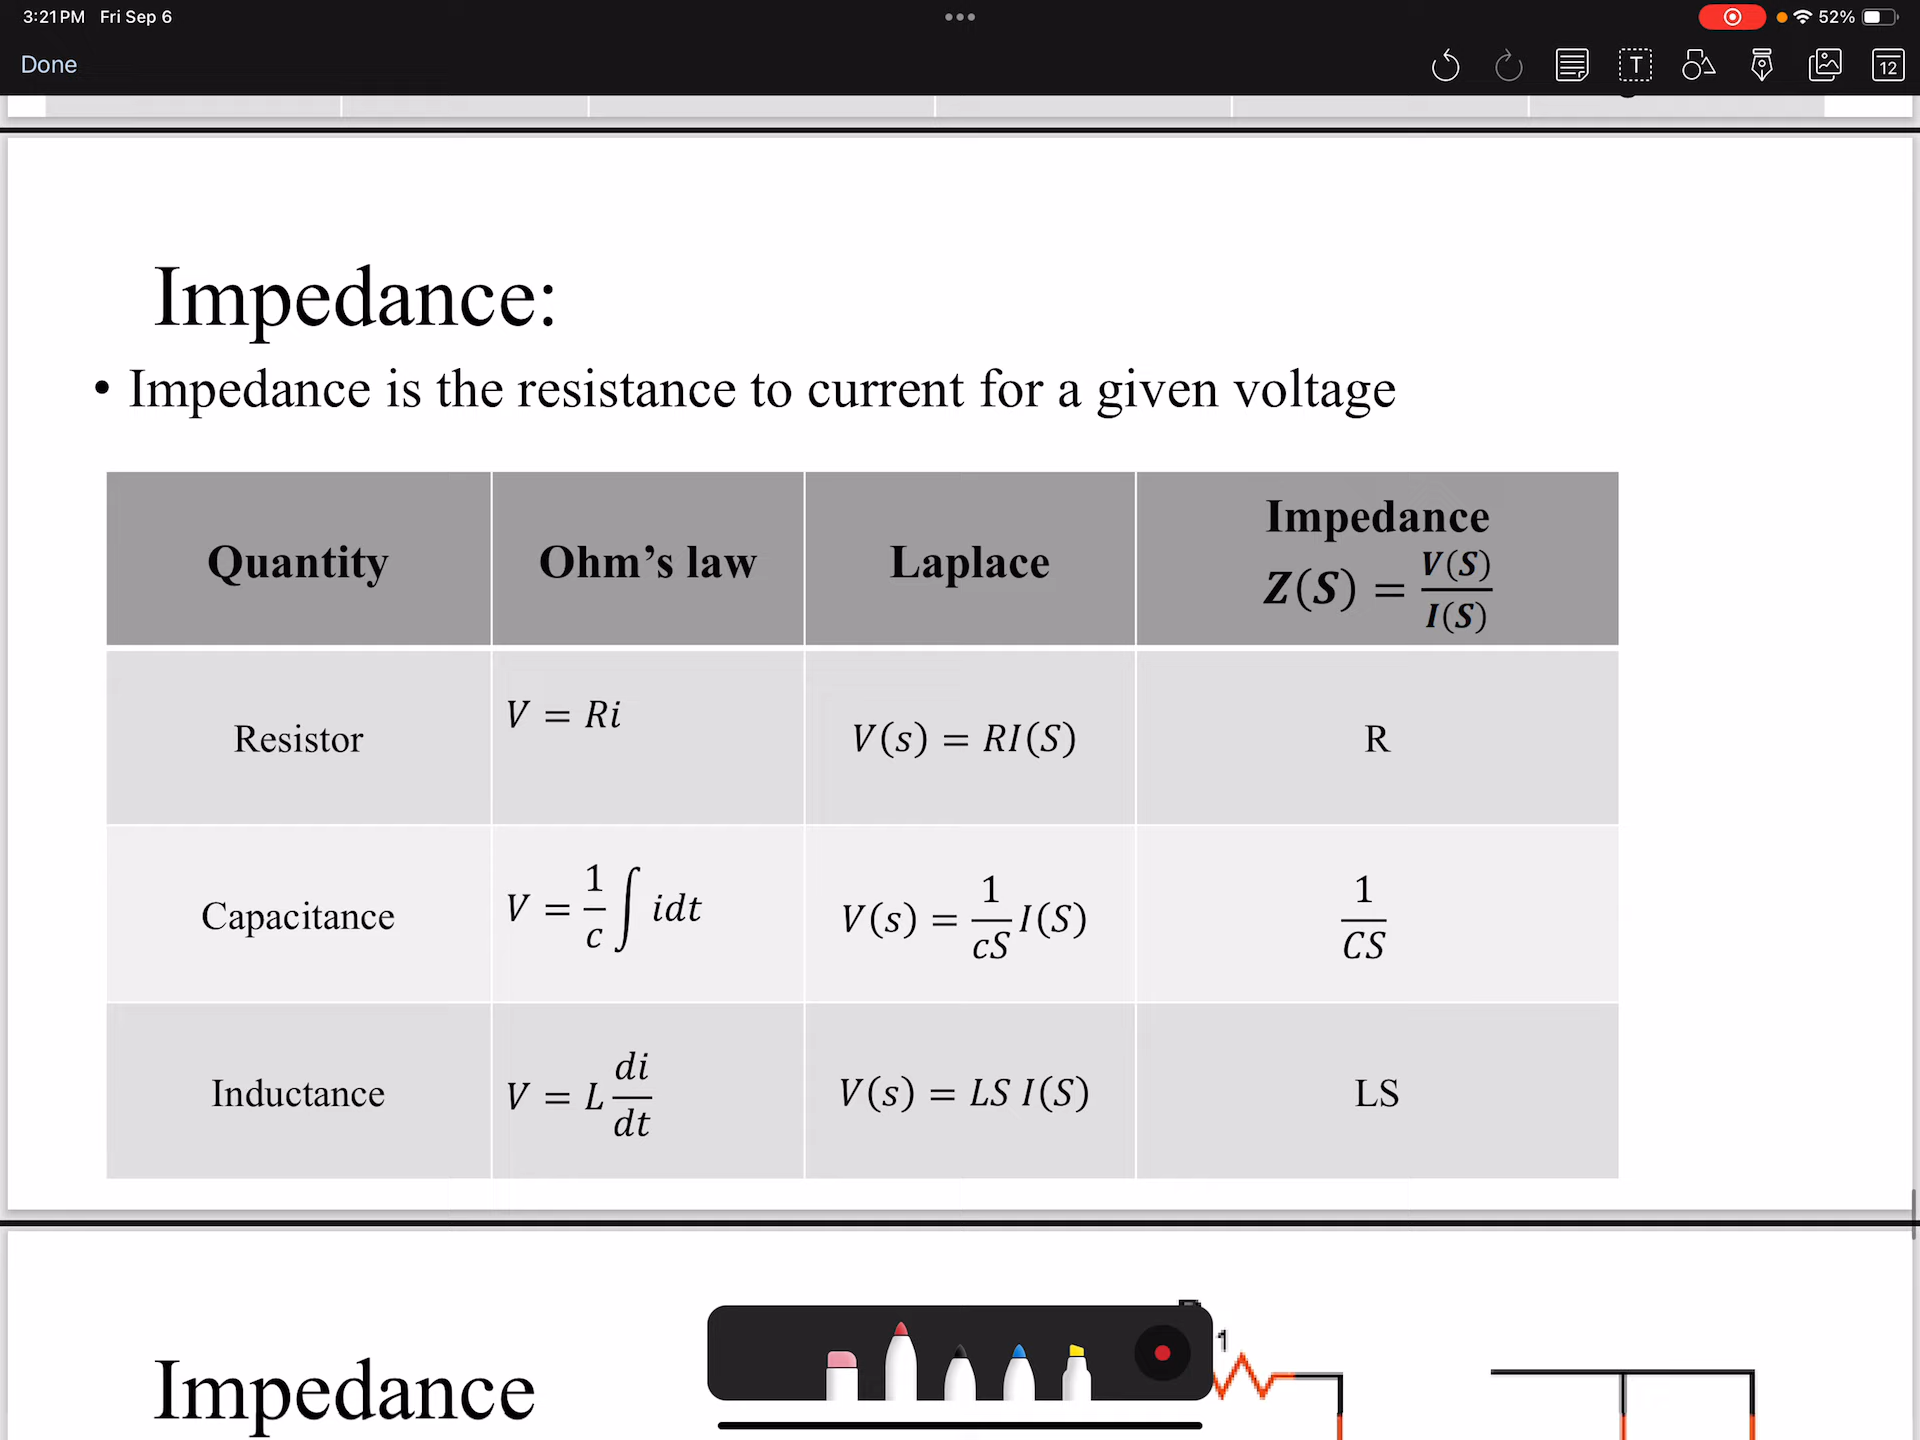 3:21 PM Fri Sep 6
52%
Done
T
12
Impedance:
• Impedance is the resistance to current for a given voltage
Quantity
Ohm’s law
Laplace
Impedance
Z(S) = V(S)/I(S)
Resistor
V = Ri
V(s) = RI(S)
R
Capacitance
V = 1/c ∫ idt
V(s) = 1/cS I(S)
1/CS
Inductance
V = L di/dt
V(s) = LS I(S)
LS
Impedance
1